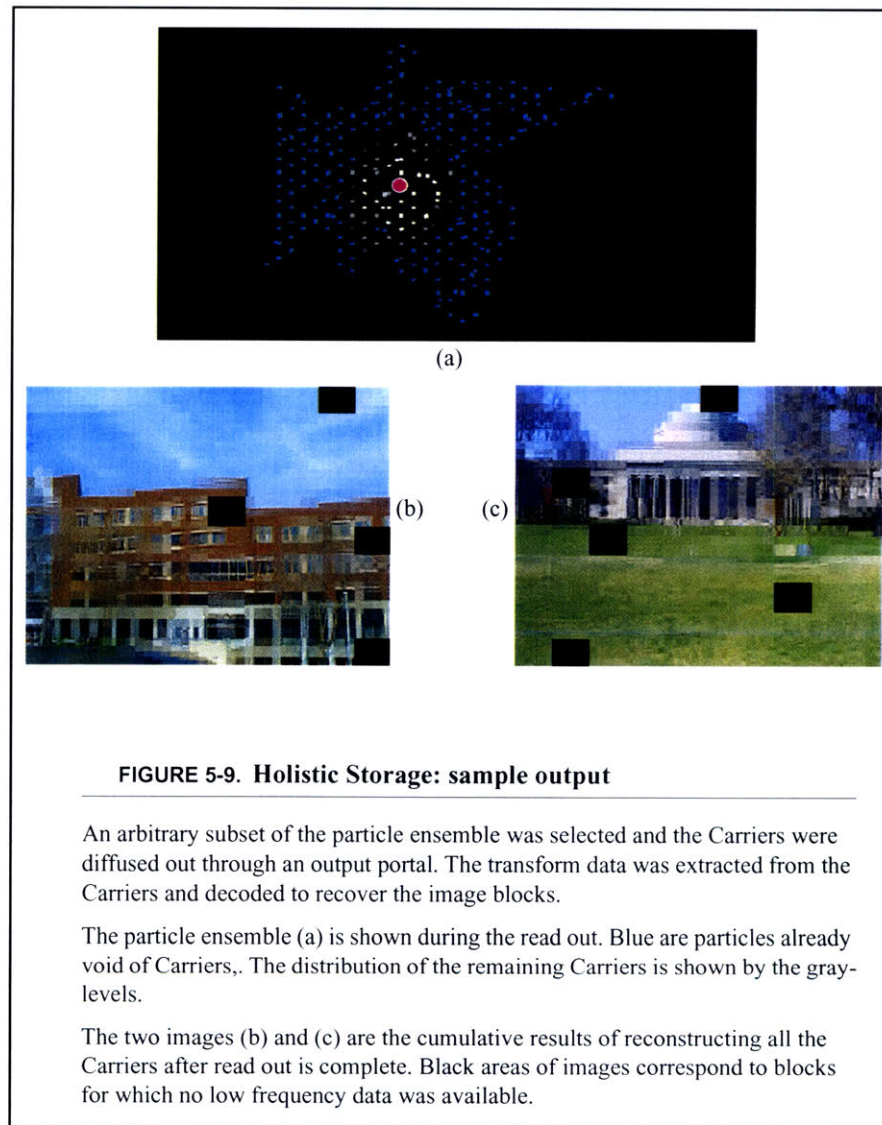 (a)
(b)
(c)
FIGURE 5-9. Holistic Storage: sample output
An arbitrary subset of the particle ensemble was selected and the Carriers were
diffused out through an output portal. The transform data was extracted from the
Carriers and decoded to recover the image blocks.
The particle ensemble (a) is shown during the read out. Blue are particles already
void of Carriers,. The distribution of the remaining Carriers is shown by the gray-
levels.
The two images (b) and (c) are the cumulative results of reconstructing all the
Carriers after read out is complete. Black areas of images correspond to blocks
for which no low frequency data was available.